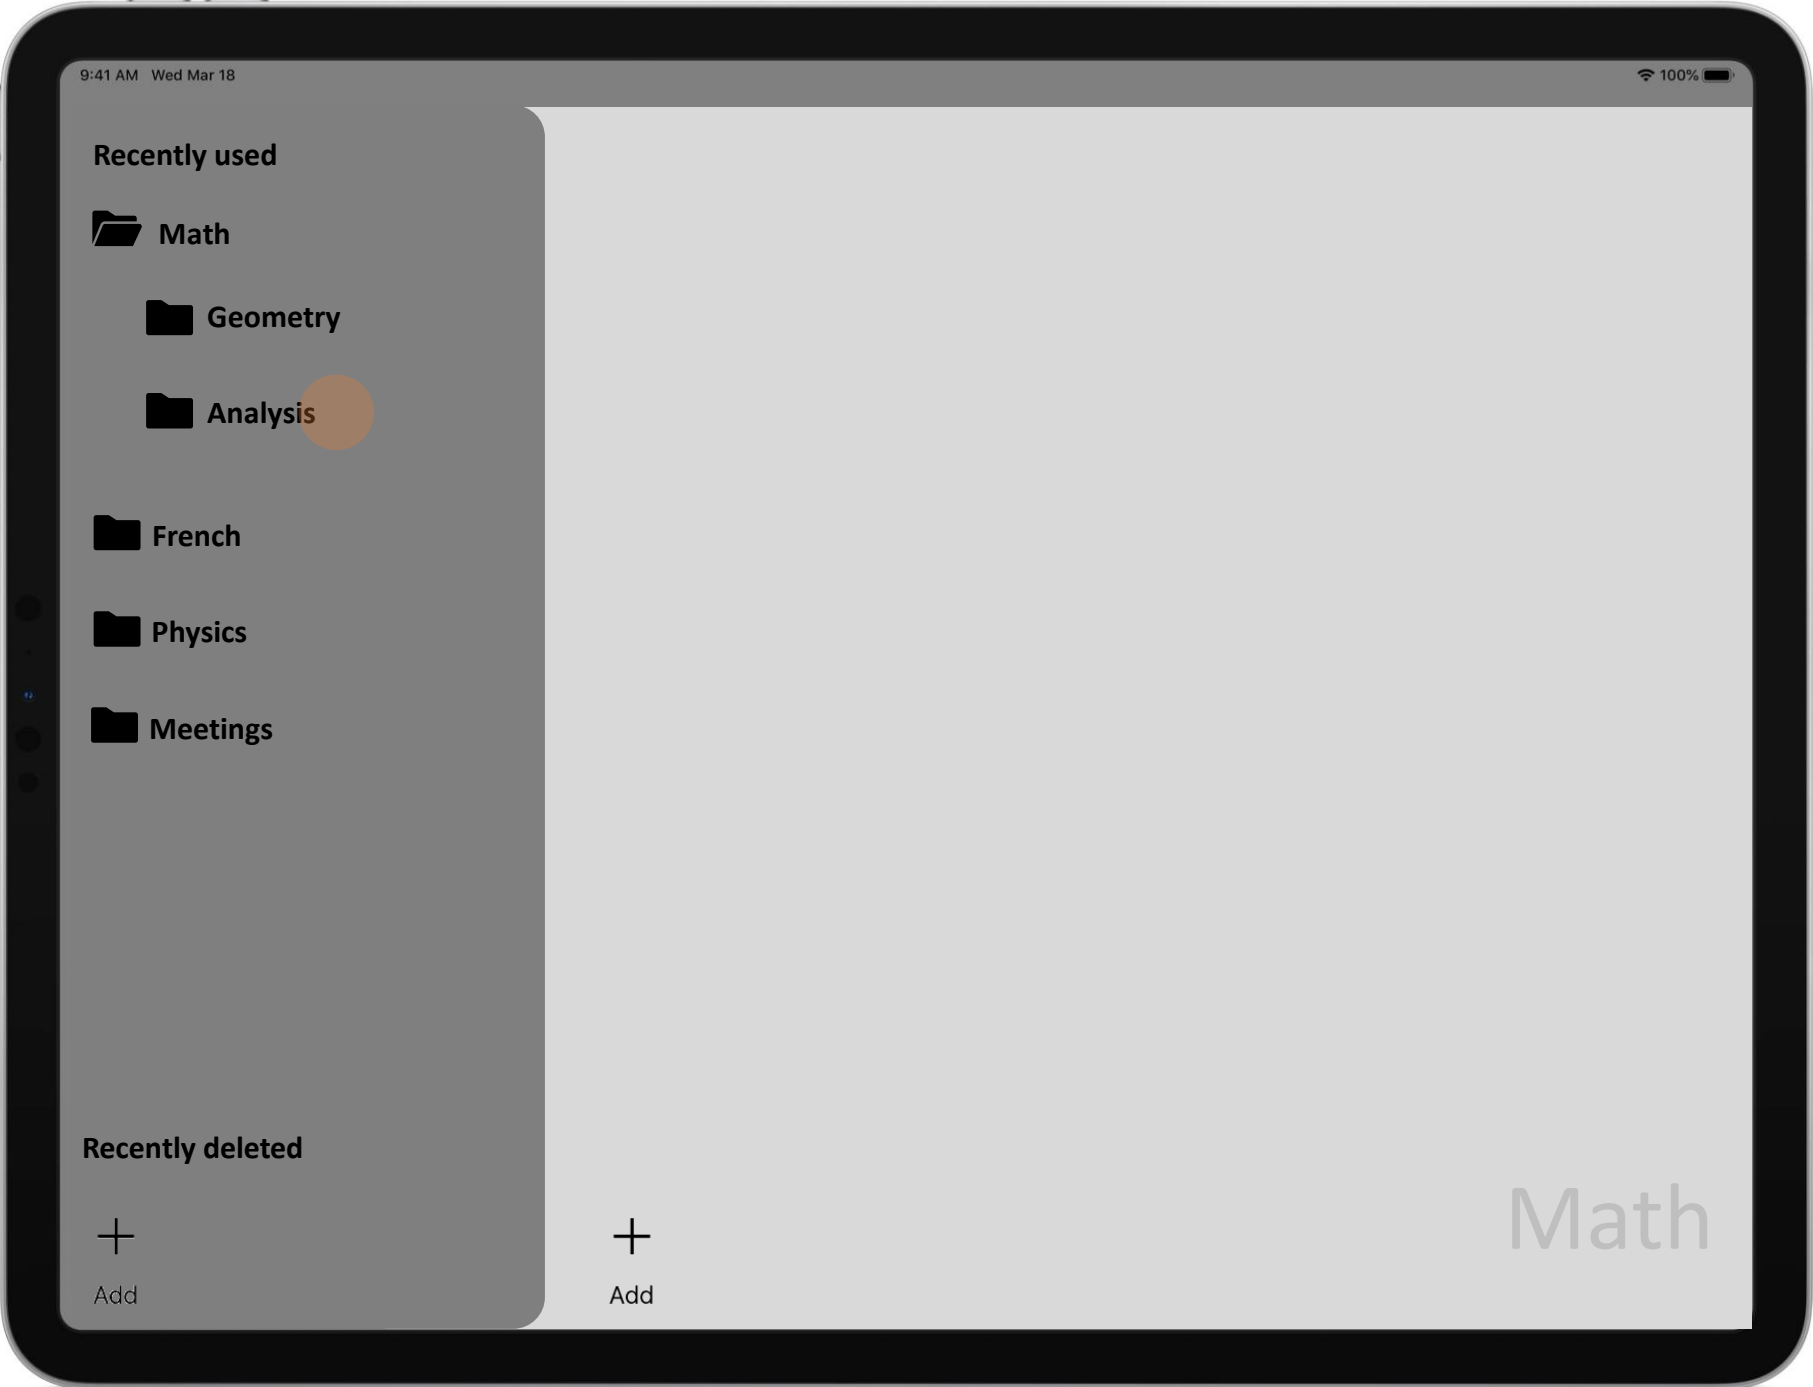 9:41 AM Wed Mar 18
100%
Recently used
Math
Geometry
Analysis
French
Physics
Meetings
Recently deleted
Add
Add
Math